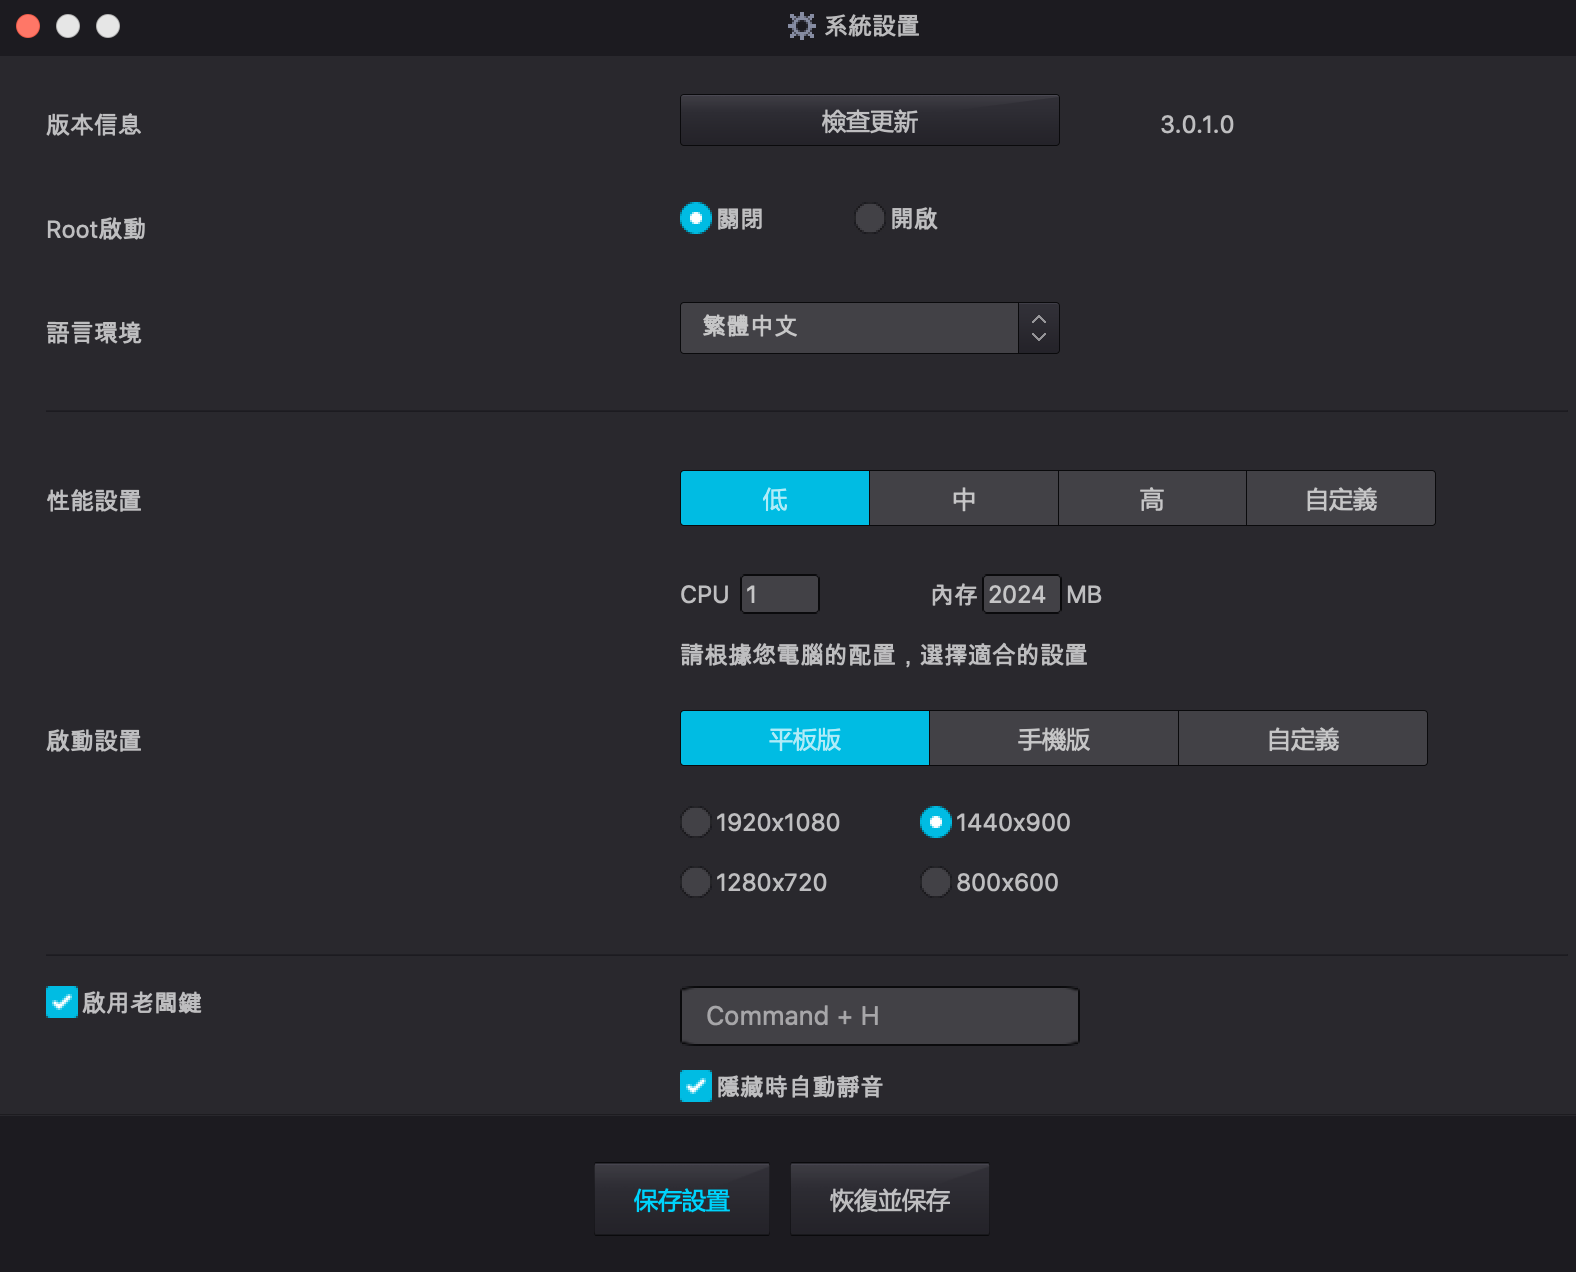 系統設置
版本信息 檢查更新 3.0.1.0
Root啟動 關閉 開啟
語言環境 繁體中文
性能設置 低 中 高 自定義
CPU 1 內存 2024 MB
請根據您電腦的配置，選擇適合的設置
啟動設置 平板版 手機版 自定義
1920x1080 1440x900
1280x720 800x600
啟用老闆鍵 Command + H
隱藏時自動靜音
保存設置 恢復並保存